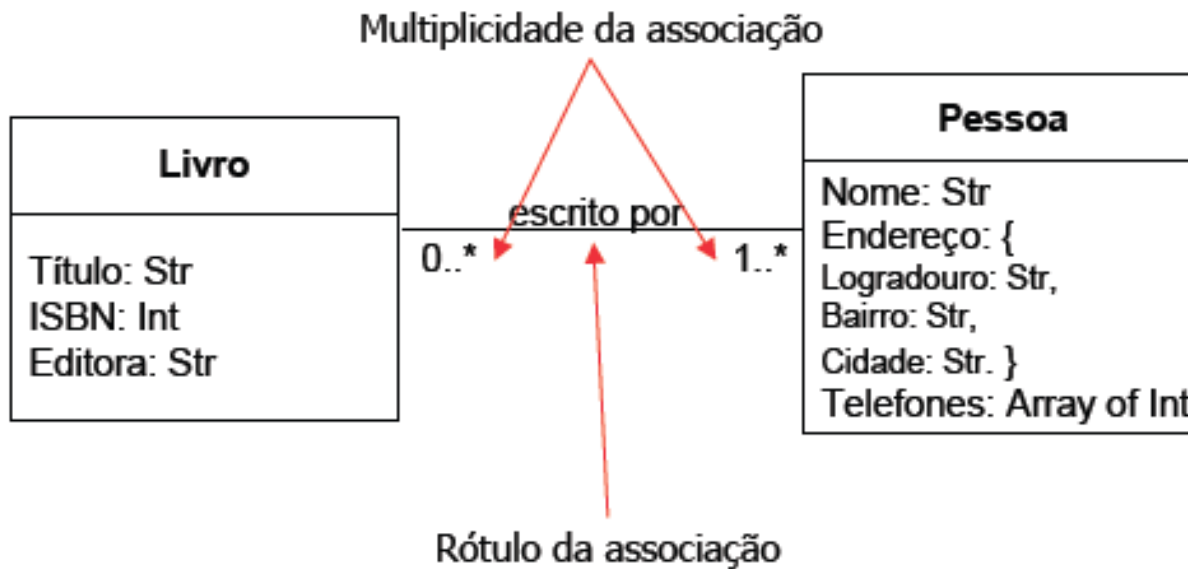 Multiplicidade da associação
Livro
Título: Str
ISBN: Int
Editora: Str
escrito por
0..*
1..*
Pessoa
Nome: Str
Endereço: {
Logradouro: Str,
Bairro: Str,
Cidade: Str. }
Telefones: Array of Int
Rótulo da associação